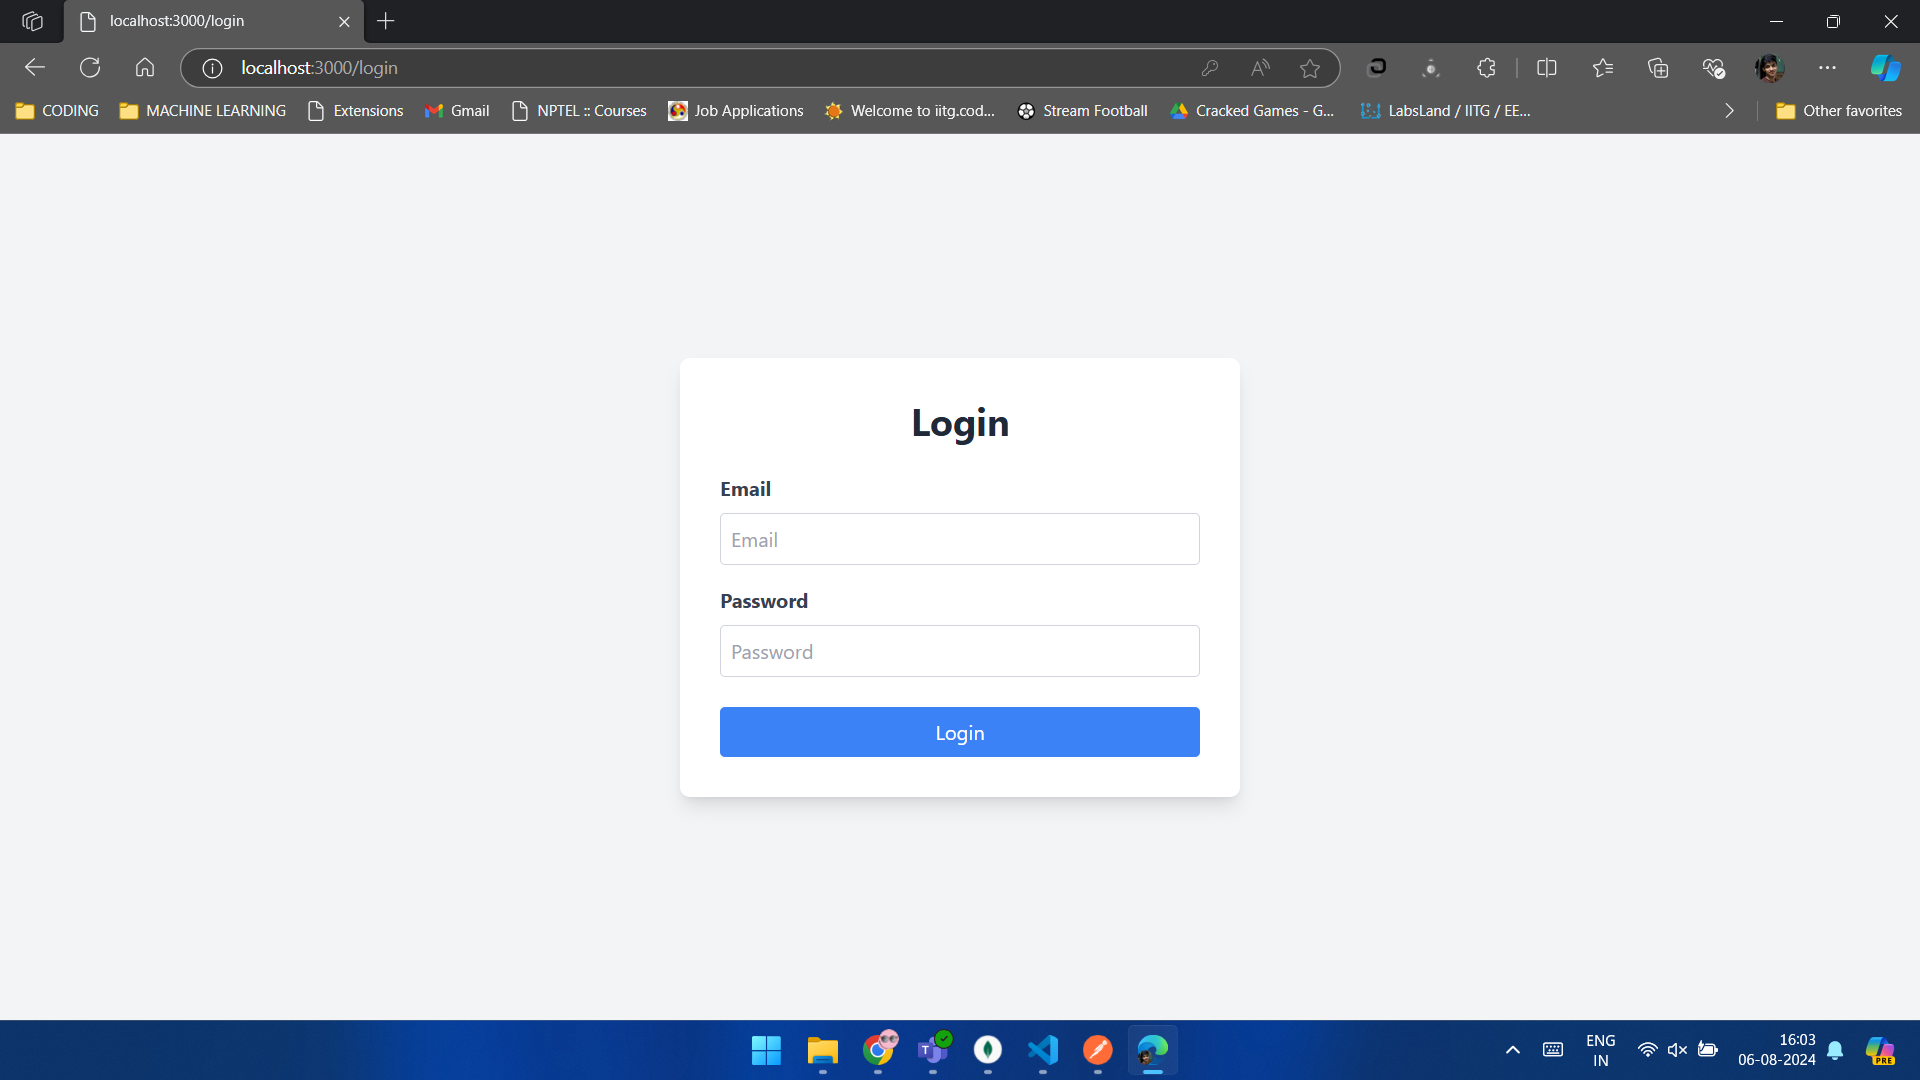 localhost:3000/login
localhost:3000/login
CODING
MACHINE LEARNING
Extensions
Gmail
NPTEL :: Courses
Job Applications
Welcome to iitg.cod...
Stream Football
Cracked Games - G...
LabsLand / IITG / EE...
Other favorites
Login
Email
Email
Password
Password
Login
ENG
IN
16:03
06-08-2024
PRE